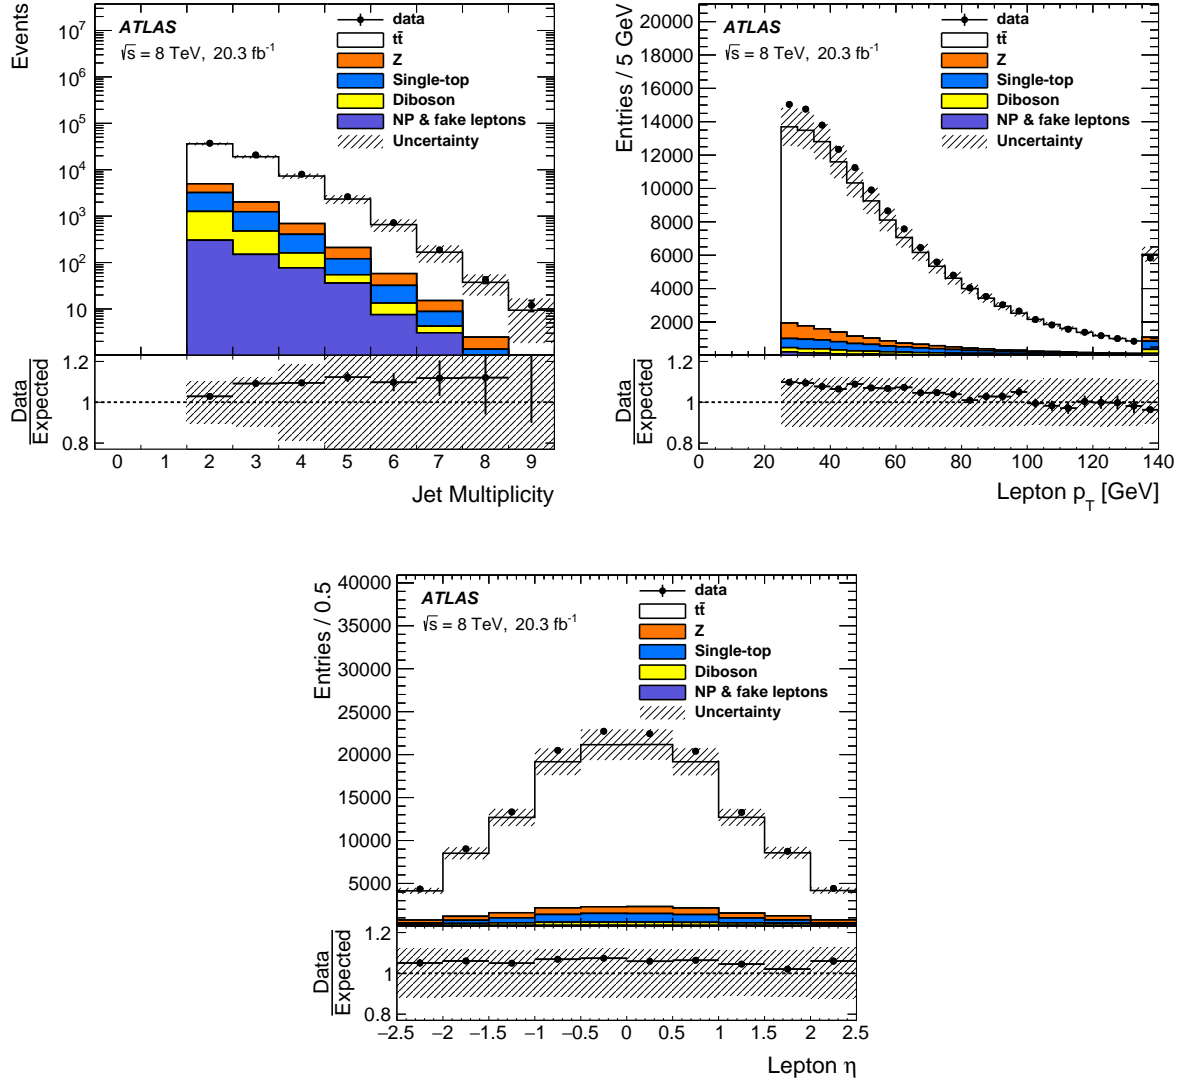 Events
10⁷
10⁶
10⁵
10⁴
10³
10²
10
ATLAS
√s = 8 TeV, 20.3 fb⁻¹
data
tt̄
Z
Single-top
Diboson
NP & fake leptons
Uncertainty
Data
Expected
1.2
1
0.8
0 1 2 3 4 5 6 7 8 9
Jet Multiplicity
Entries / 5 GeV
20000
18000
16000
14000
12000
10000
8000
6000
4000
2000
ATLAS
√s = 8 TeV, 20.3 fb⁻¹
data
tt̄
Z
Single-top
Diboson
NP & fake leptons
Uncertainty
Data
Expected
1.2
1
0.8
0 20 40 60 80 100 120 140
Lepton p_T [GeV]
Entries / 0.5
40000
35000
30000
25000
20000
15000
10000
5000
ATLAS
√s = 8 TeV, 20.3 fb⁻¹
data
tt̄
Z
Single-top
Diboson
NP & fake leptons
Uncertainty
Data
Expected
1.2
1
0.8
−2.5 −2 −1.5 −1 −0.5 0 0.5 1 1.5 2 2.5
Lepton η